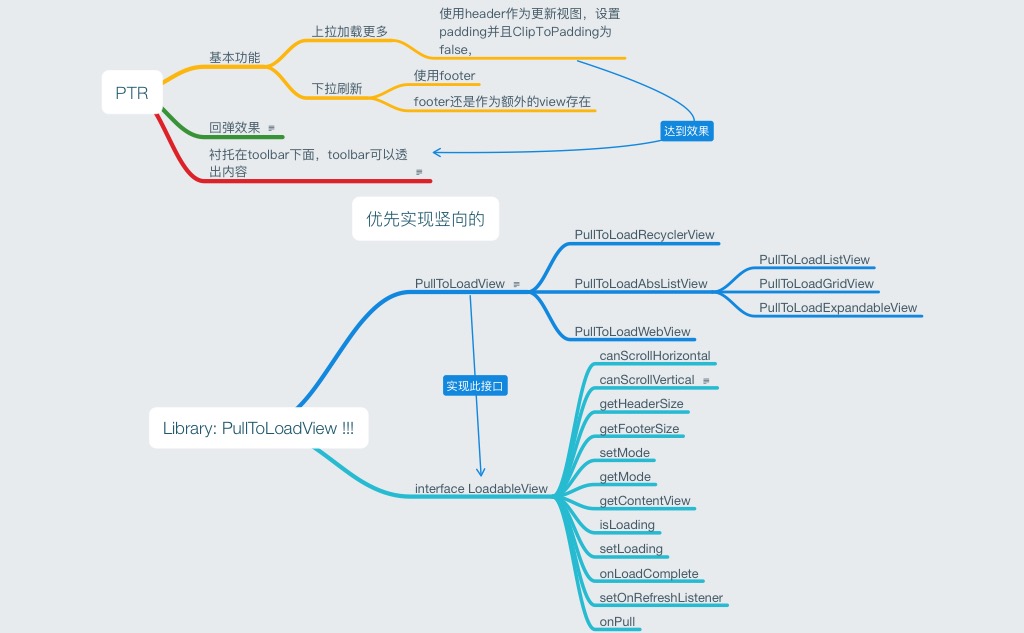 PTR
基本功能
上拉加载更多
使用header作为更新视图，设置
padding并且ClipToPadding为
false，
下拉刷新
使用footer
footer还是作为额外的view存在
回弹效果
衬托在toolbar下面，toolbar可以透
出内容
达到效果
优先实现竖向的
Library: PullToLoadView !!!
PullToLoadView
PullToLoadRecyclerView
PullToLoadAbsListView
PullToLoadListView
PullToLoadGridView
PullToLoadExpandableView
PullToLoadWebView
实现此接口
interface LoadableView
canScrollHorizontal
canScrollVertical
getHeaderSize
getFooterSize
setMode
getMode
getContentView
isLoading
setLoading
onLoadComplete
setOnRefreshListener
onPull